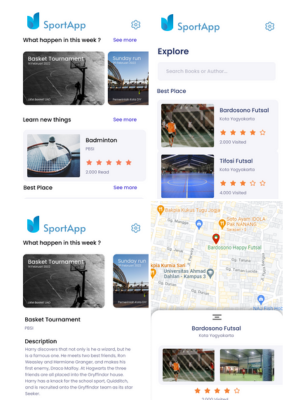 SportApp
What happen in this week ?
See more
Basket Tournament
Sunday run
Learn new things
See more
Badminton
PBSI
3.000 Read
Best Place
See more
SportApp
Explore
Search Books or Author...
Best Place
Bardosono Futsal
Kota Yogyakarta
5.000 Visited
Tifosi Futsal
Kota Yogyakarta
4.000 Visited
SportApp
What happen in this week ?
Basket Tournament
Sunday run
Basket Tournament
PBSI
Description
Harry discovers that not only is he a wizard, but he
is a famous one. He meets two best friends, Ron
Weasley and Hermione Granger, and makes his
first enemy, Draco Malfoy. At Hogwarts the three
friends are all placed into the Gryffindor house.
Harry has a knack for the school sport, Quidditch,
and is recruited onto the Gryffindor team as its star
Seeker.
Bardosono Happy Futsal
Universitas Ahmad
Dahlan - Kampus 3
Bardosono Futsal
Kota Yogyakarta